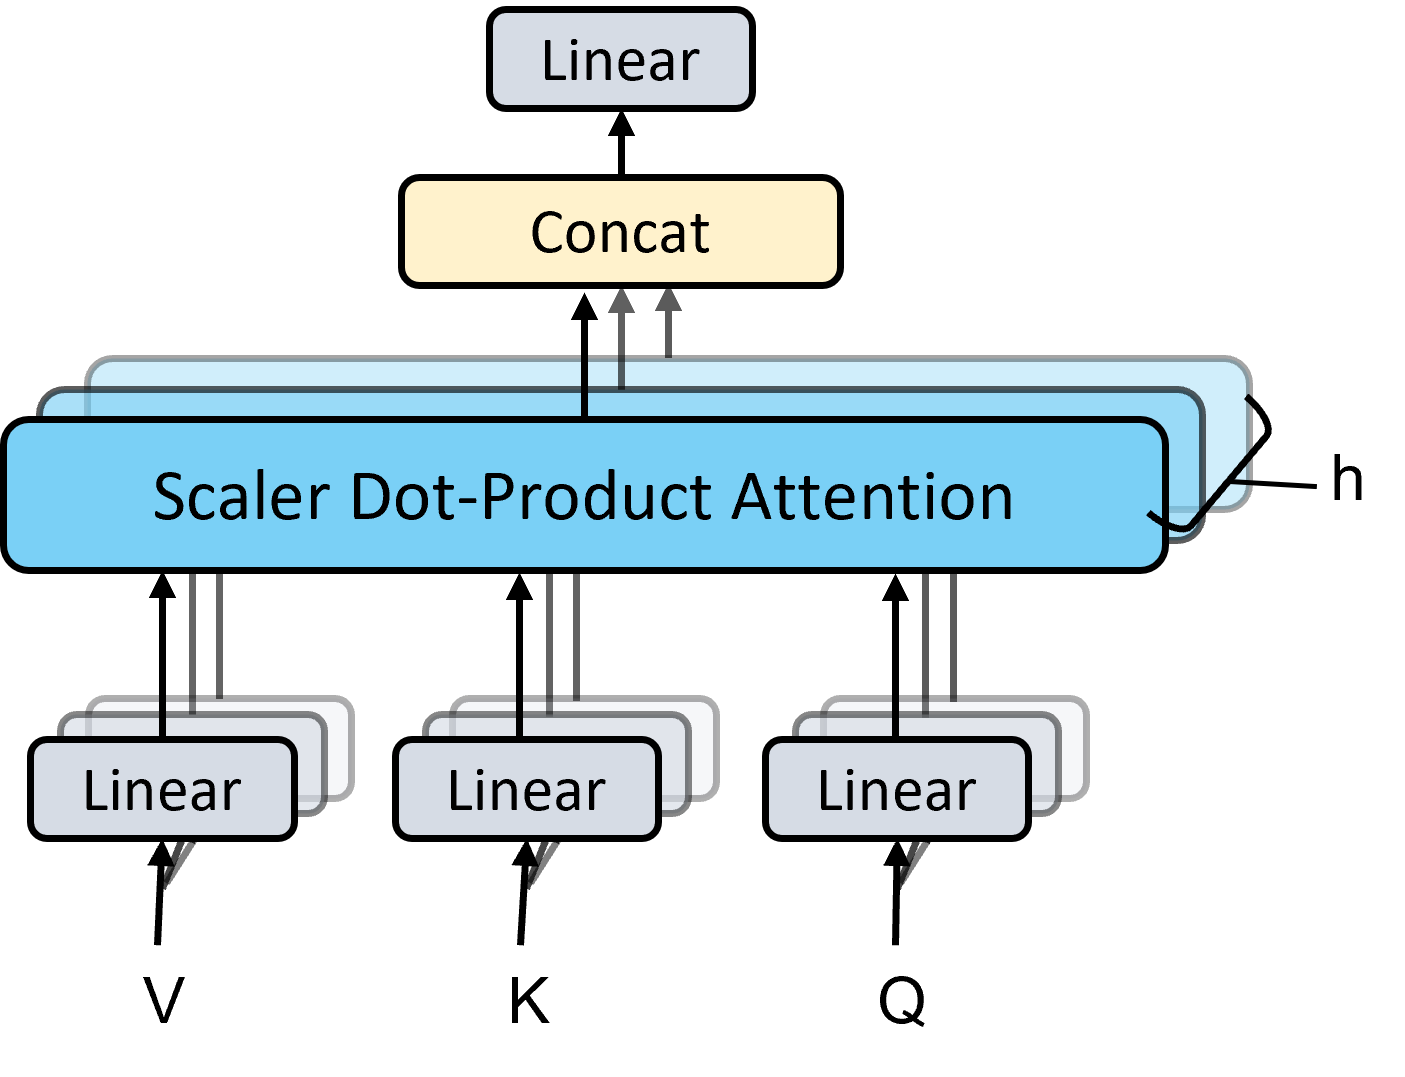 Linear
Concat
Scaler Dot-Product Attention
h
Linear Linear Linear
V K Q